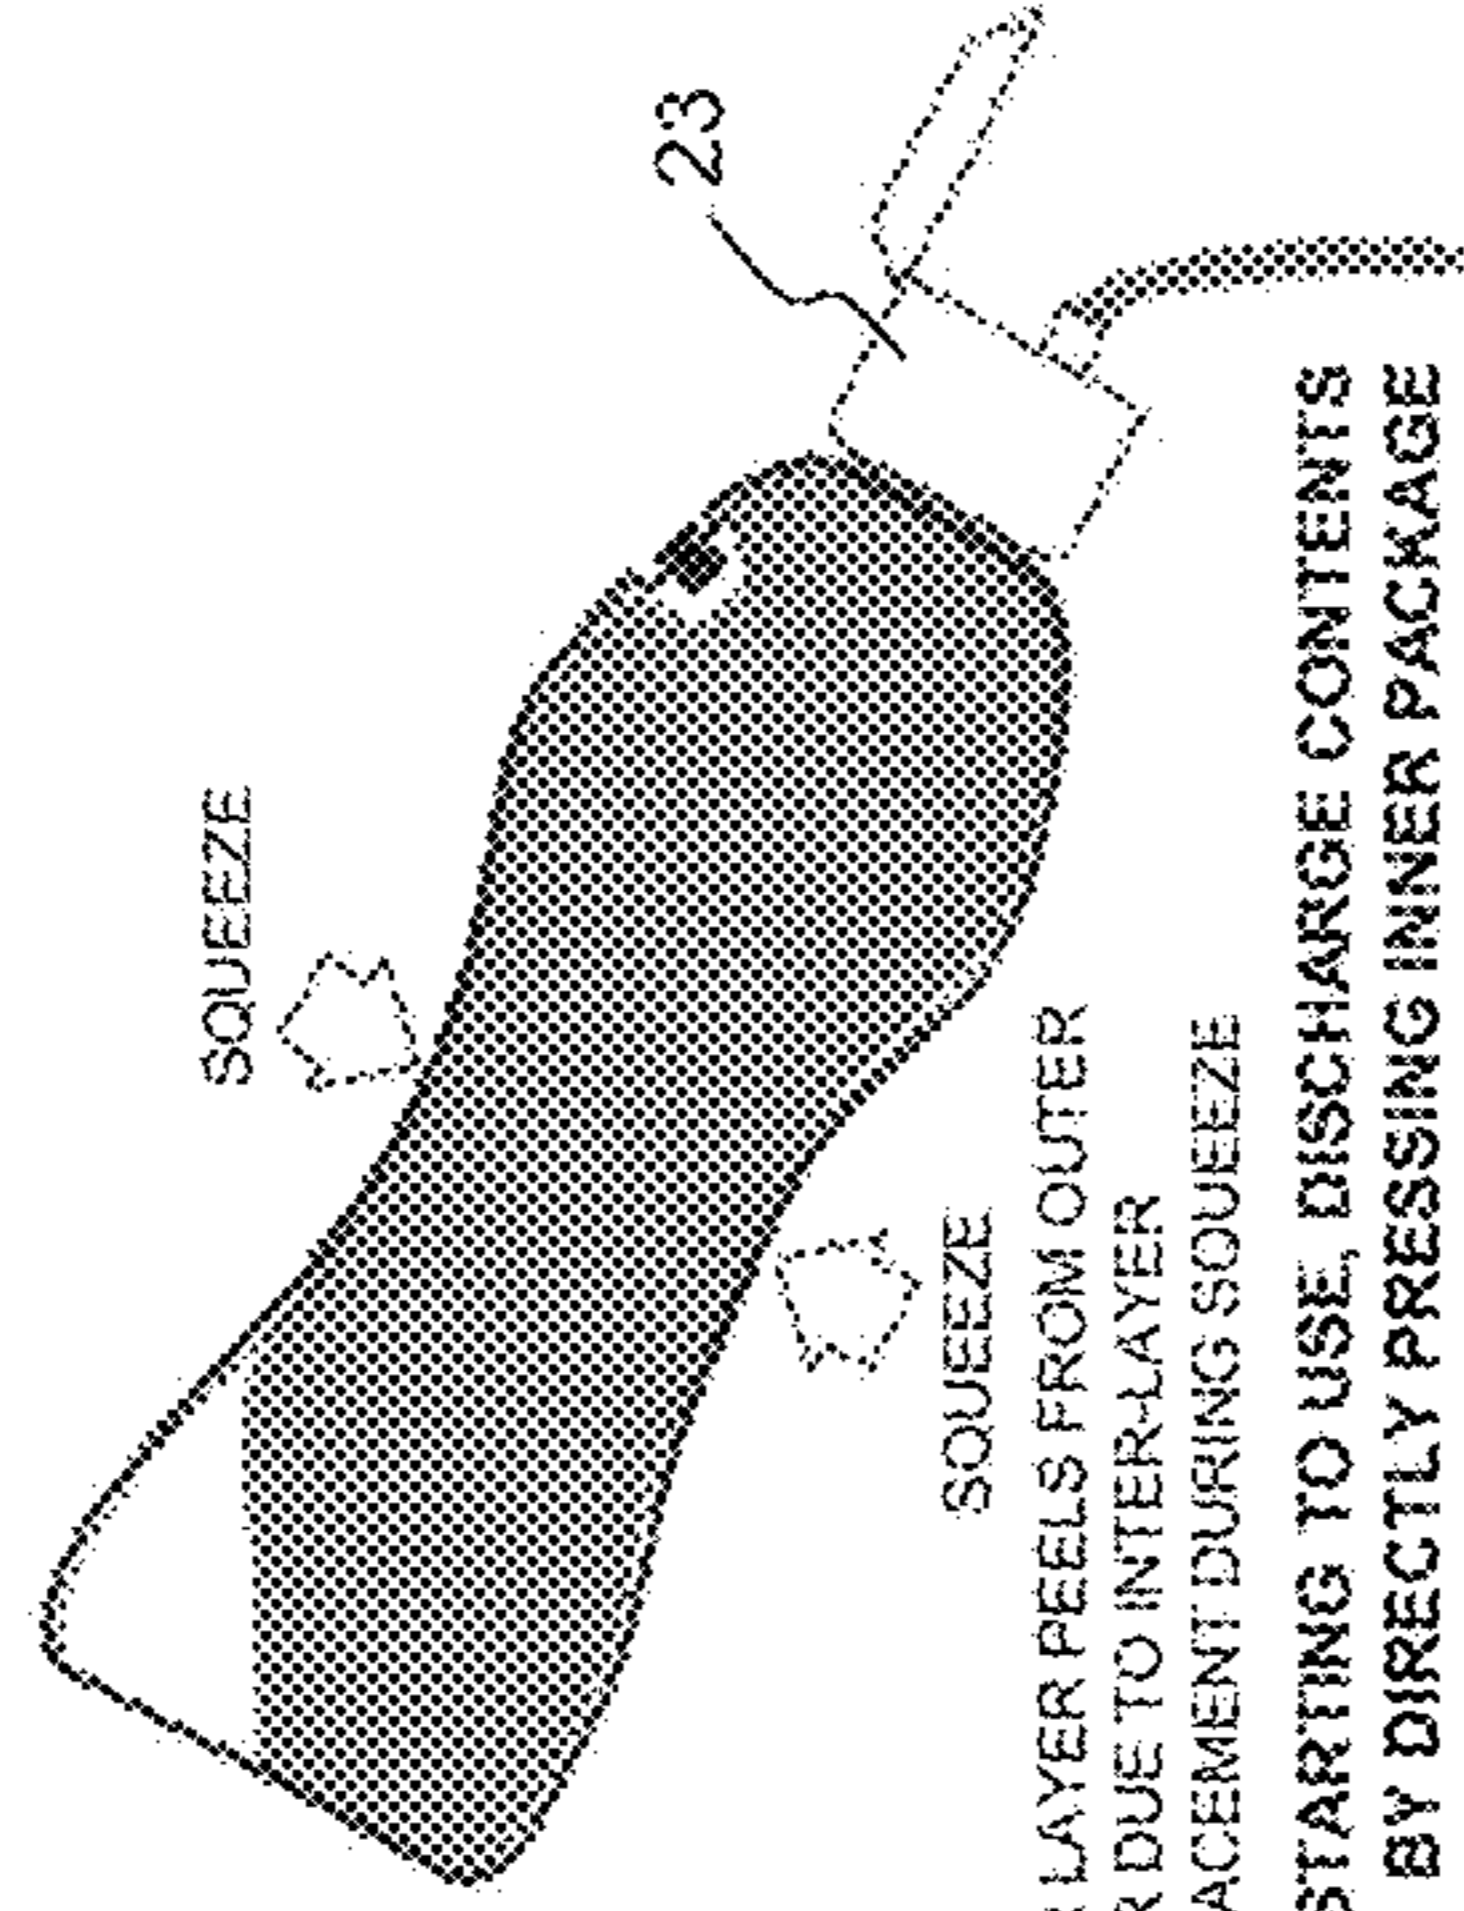 23
SQUEEZE
SQUEEZE
LAYER PEELS FROM OUTER
R DUE TO INTER-LAYER
ACEMENT DURING SQUEEZE
STARTING TO USE, DISCHARGE CONTENTS
BY DIRECTLY PRESSING INNER PACKAGE